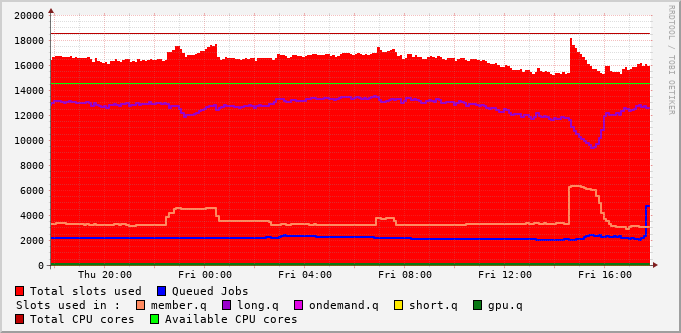 20000
18000
16000
14000
12000
10000
8000
6000
4000
2000
0
Thu 20:00 Fri 00:00 Fri 04:00 Fri 08:00 Fri 12:00 Fri 16:00
RRDTOOL / TOBI OETIKER
Total slots used Queued Jobs
Slots used in : member.q long.q ondemand.q short.q gpu.q
Total CPU cores Available CPU cores